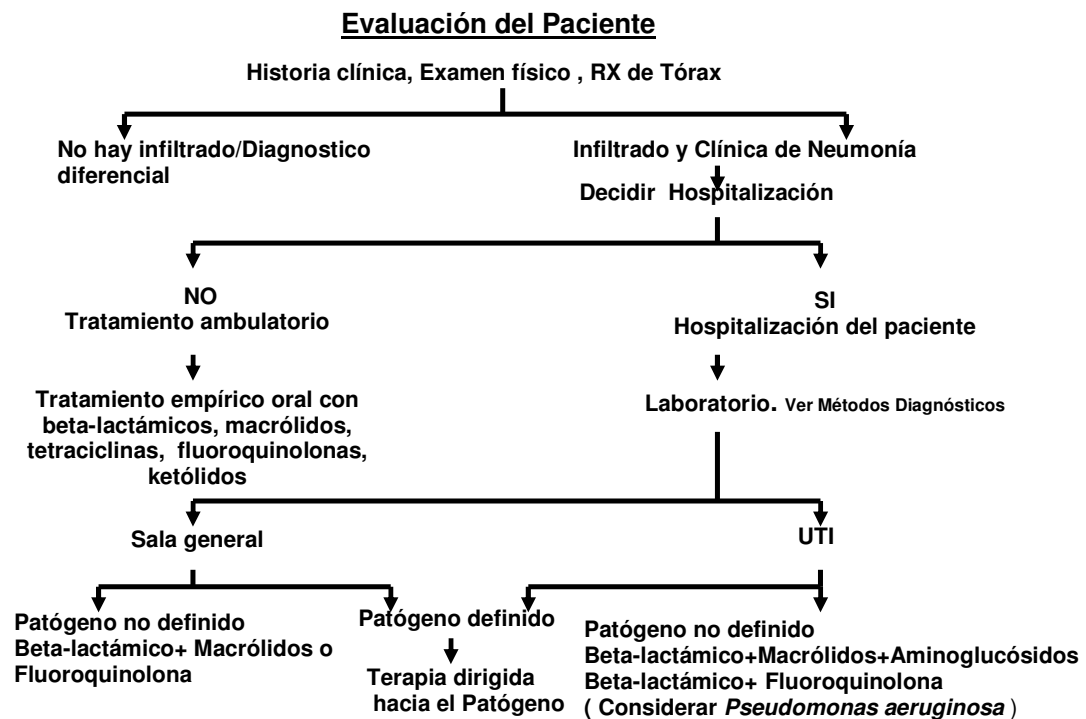 Evaluación del Paciente
Historia clínica, Examen físico , RX de Tórax
No hay infiltrado/Diagnostico
diferencial
Infiltrado y Clínica de Neumonía
Decidir Hospitalización
NO
Tratamiento ambulatorio
SI
Hospitalización del paciente
Tratamiento empírico oral con
beta-lactámicos, macrólidos,
tetraciclinas, fluoroquinolonas,
ketólidos
Laboratorio. Ver Métodos Diagnósticos
Sala general
UTI
Patógeno no definido
Beta-lactámico+ Macrólidos o
Fluoroquinolona
Patógeno definido
Terapia dirigida
hacia el Patógeno
Patógeno no definido
Beta-lactámico+Macrólidos+Aminoglucósidos
Beta-lactámico+ Fluoroquinolona
( Considerar Pseudomonas aeruginosa )